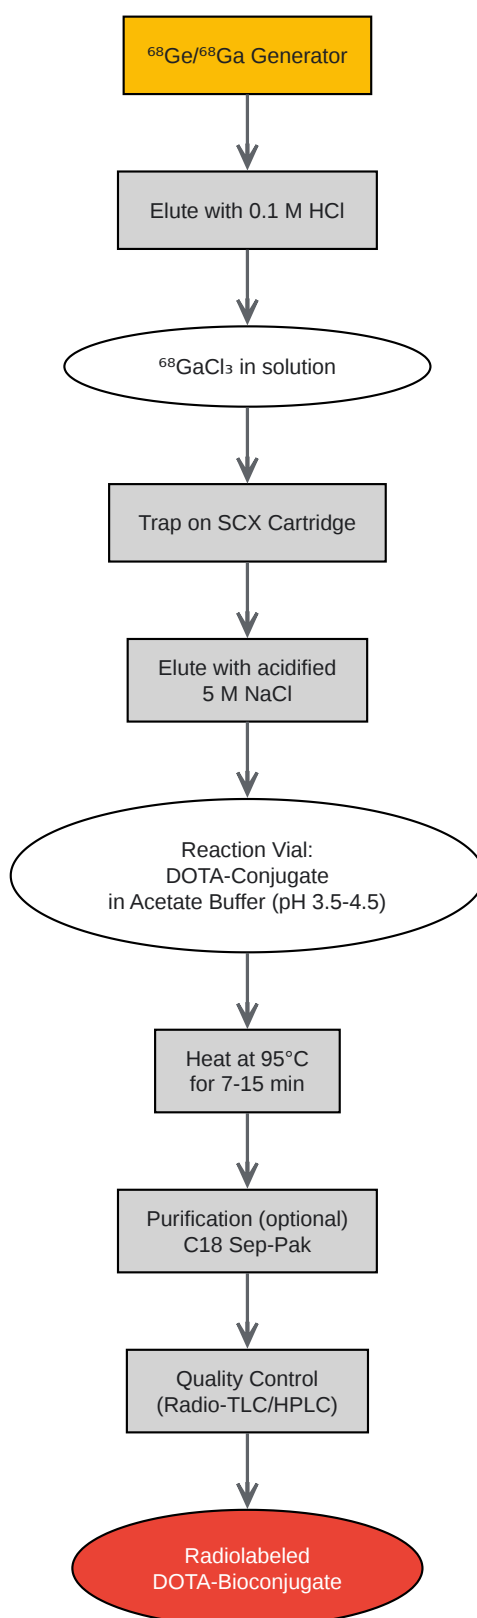 ⁶⁸Ge/⁶⁸Ga Generator
Elute with 0.1 M HCl
⁶⁸GaCl₃ in solution
Trap on SCX Cartridge
Elute with acidified
5 M NaCl
Reaction Vial:
DOTA-Conjugate
in Acetate Buffer (pH 3.5-4.5)
Heat at 95°C
for 7-15 min
Purification (optional)
C18 Sep-Pak
Quality Control
(Radio-TLC/HPLC)
Radiolabeled
DOTA-Bioconjugate